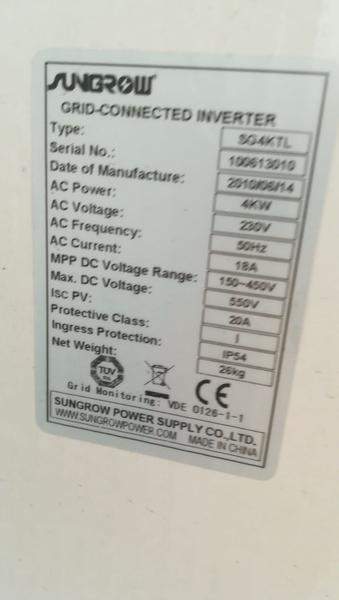 SUNGROW
GRID-CONNECTED INVERTER
Type: SG4KTL
Serial No.: 100613010
Date of Manufacture: 2010/06/14
AC Power: 4KW
AC Voltage: 230V
AC Frequency: 50Hz
AC Current: 18A
MPP DC Voltage Range: 150~450V
Max. DC Voltage: 550V
Isc PV: 20A
Protective Class: I
Ingress Protection: IP54
Net Weight: 26kg
TUV
CE
Grid Monitoring: VDE 0126-1-1
SUNGROW POWER SUPPLY CO.,LTD.
WWW.SUNGROWPOWER.COM MADE IN CHINA